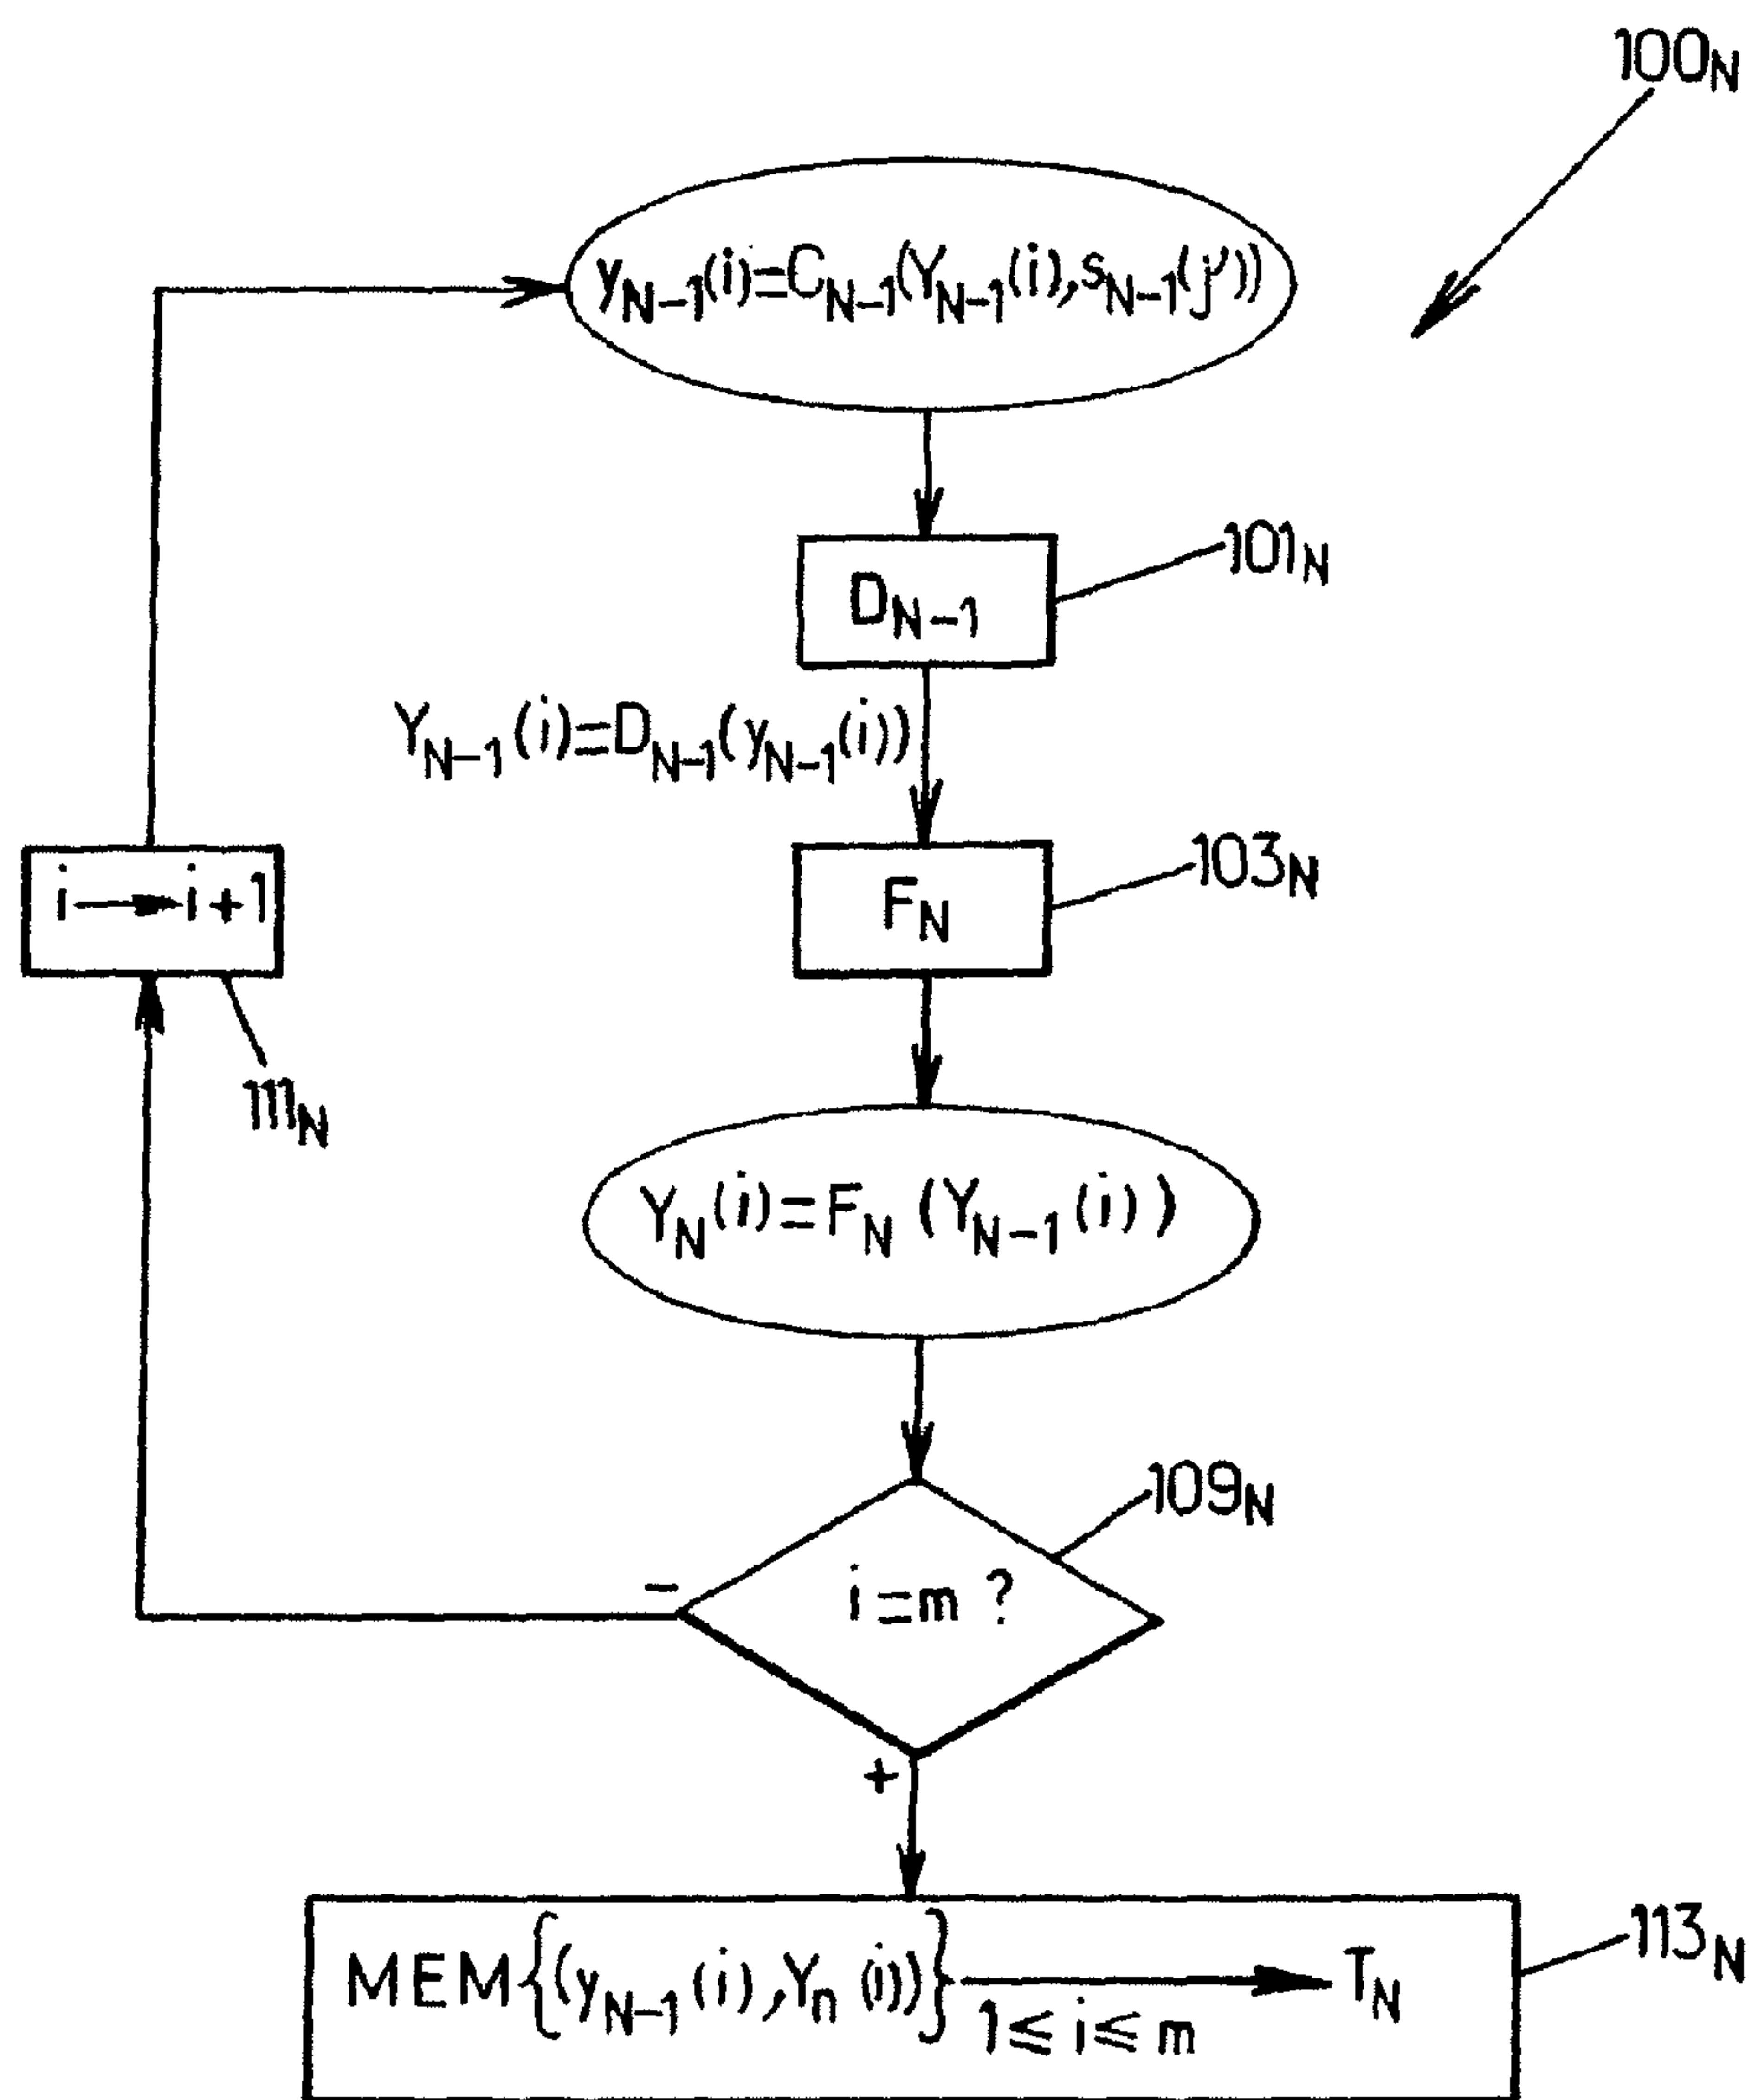 100N
yN-1(i)=CN-1(YN-1(i),sN-1(j'))
DN-1
101N
YN-1(i)=DN-1(yN-1(i))
i→i+1
FN
103N
111N
YN(i)=FN(YN-1(i))
109N
i=m ?
-
+
MEM{(yN-1(i),Yn(i))} 1≤i≤m → TN
113N